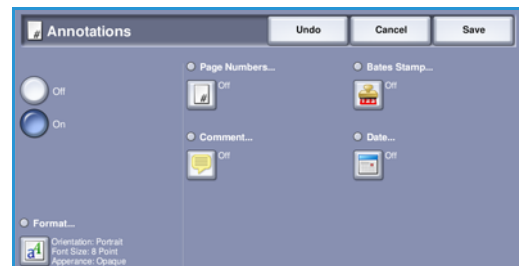 Annotations
Undo
Cancel
Save
Off
On
Page Numbers...
Off
Bates Stamp...
Off
Comment...
Off
Date...
Off
Format...
Orientation: Portrait
Font Size: 8 Point
Apperance: Opaque